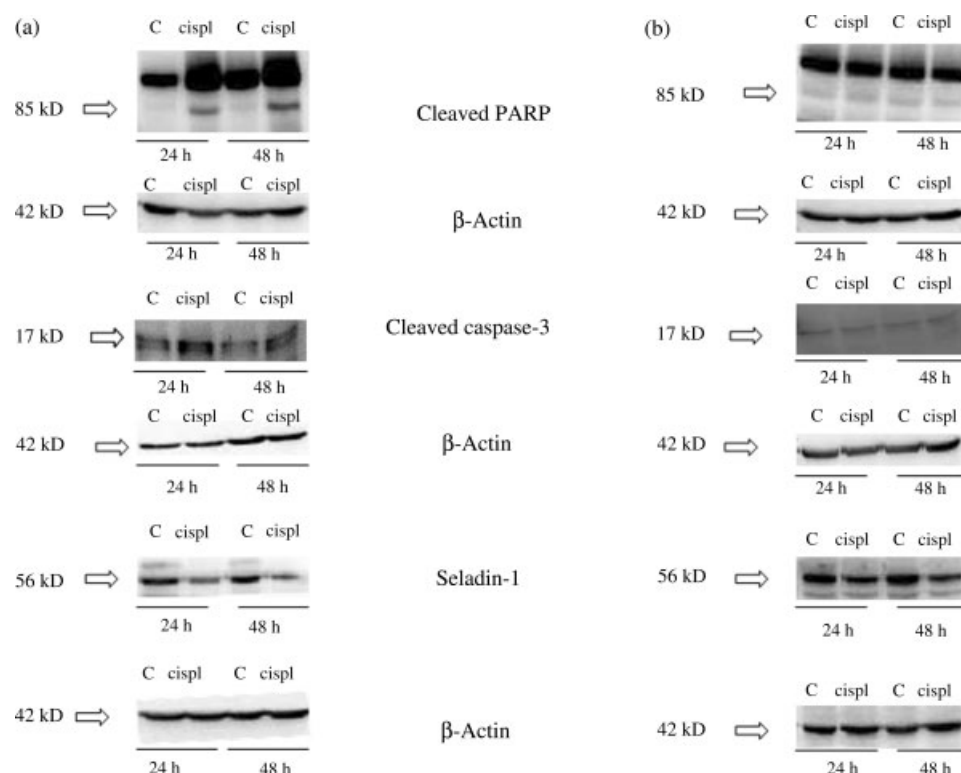 (a)
C cispl C cispl
85 kD
Cleaved PARP
24 h 48 h
C cispl C cispl
42 kD
β-Actin
24 h 48 h
C cispl C cispl
17 kD
Cleaved caspase-3
24 h 48 h
C cispl C cispl
42 kD
β-Actin
24 h 48 h
C cispl C cispl
56 kD
Seladin-1
24 h 48 h
C cispl C cispl
42 kD
β-Actin
24 h 48 h
(b)
C cispl C cispl
85 kD
24 h 48 h
C cispl C cispl
42 kD
24 h 48 h
C cispl C cispl
17 kD
24 h 48 h
C cispl C cispl
42 kD
24 h 48 h
C cispl C cispl
56 kD
24 h 48 h
C cispl C cispl
42 kD
24 h 48 h